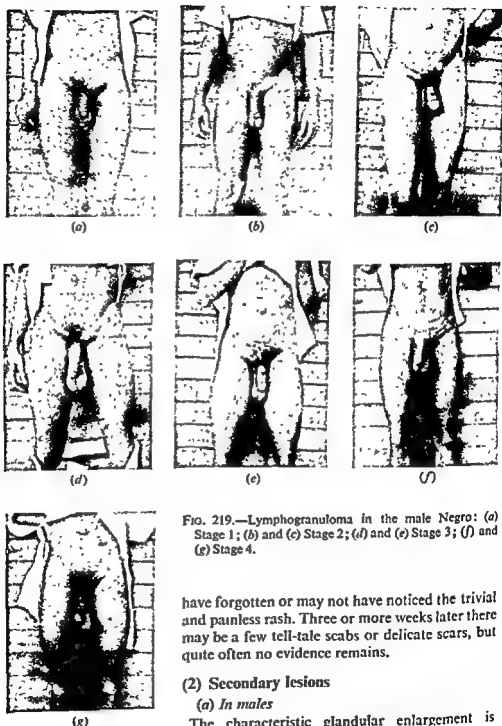 (a)
(b)
(c)
(d)
(e)
(f)
FIG. 219.—Lymphogranuloma in the male Negro: (a)
Stage 1; (b) and (c) Stage 2; (d) and (e) Stage 3; (f) and
(g) Stage 4.
have forgotten or may not have noticed the trivial
and painless rash. Three or more weeks later there
may be a few tell-tale scabs or delicate scars, but
quite often no evidence remains.
(2) Secondary lesions
(a) In males
(g)
The characteristic glandular enlargement is